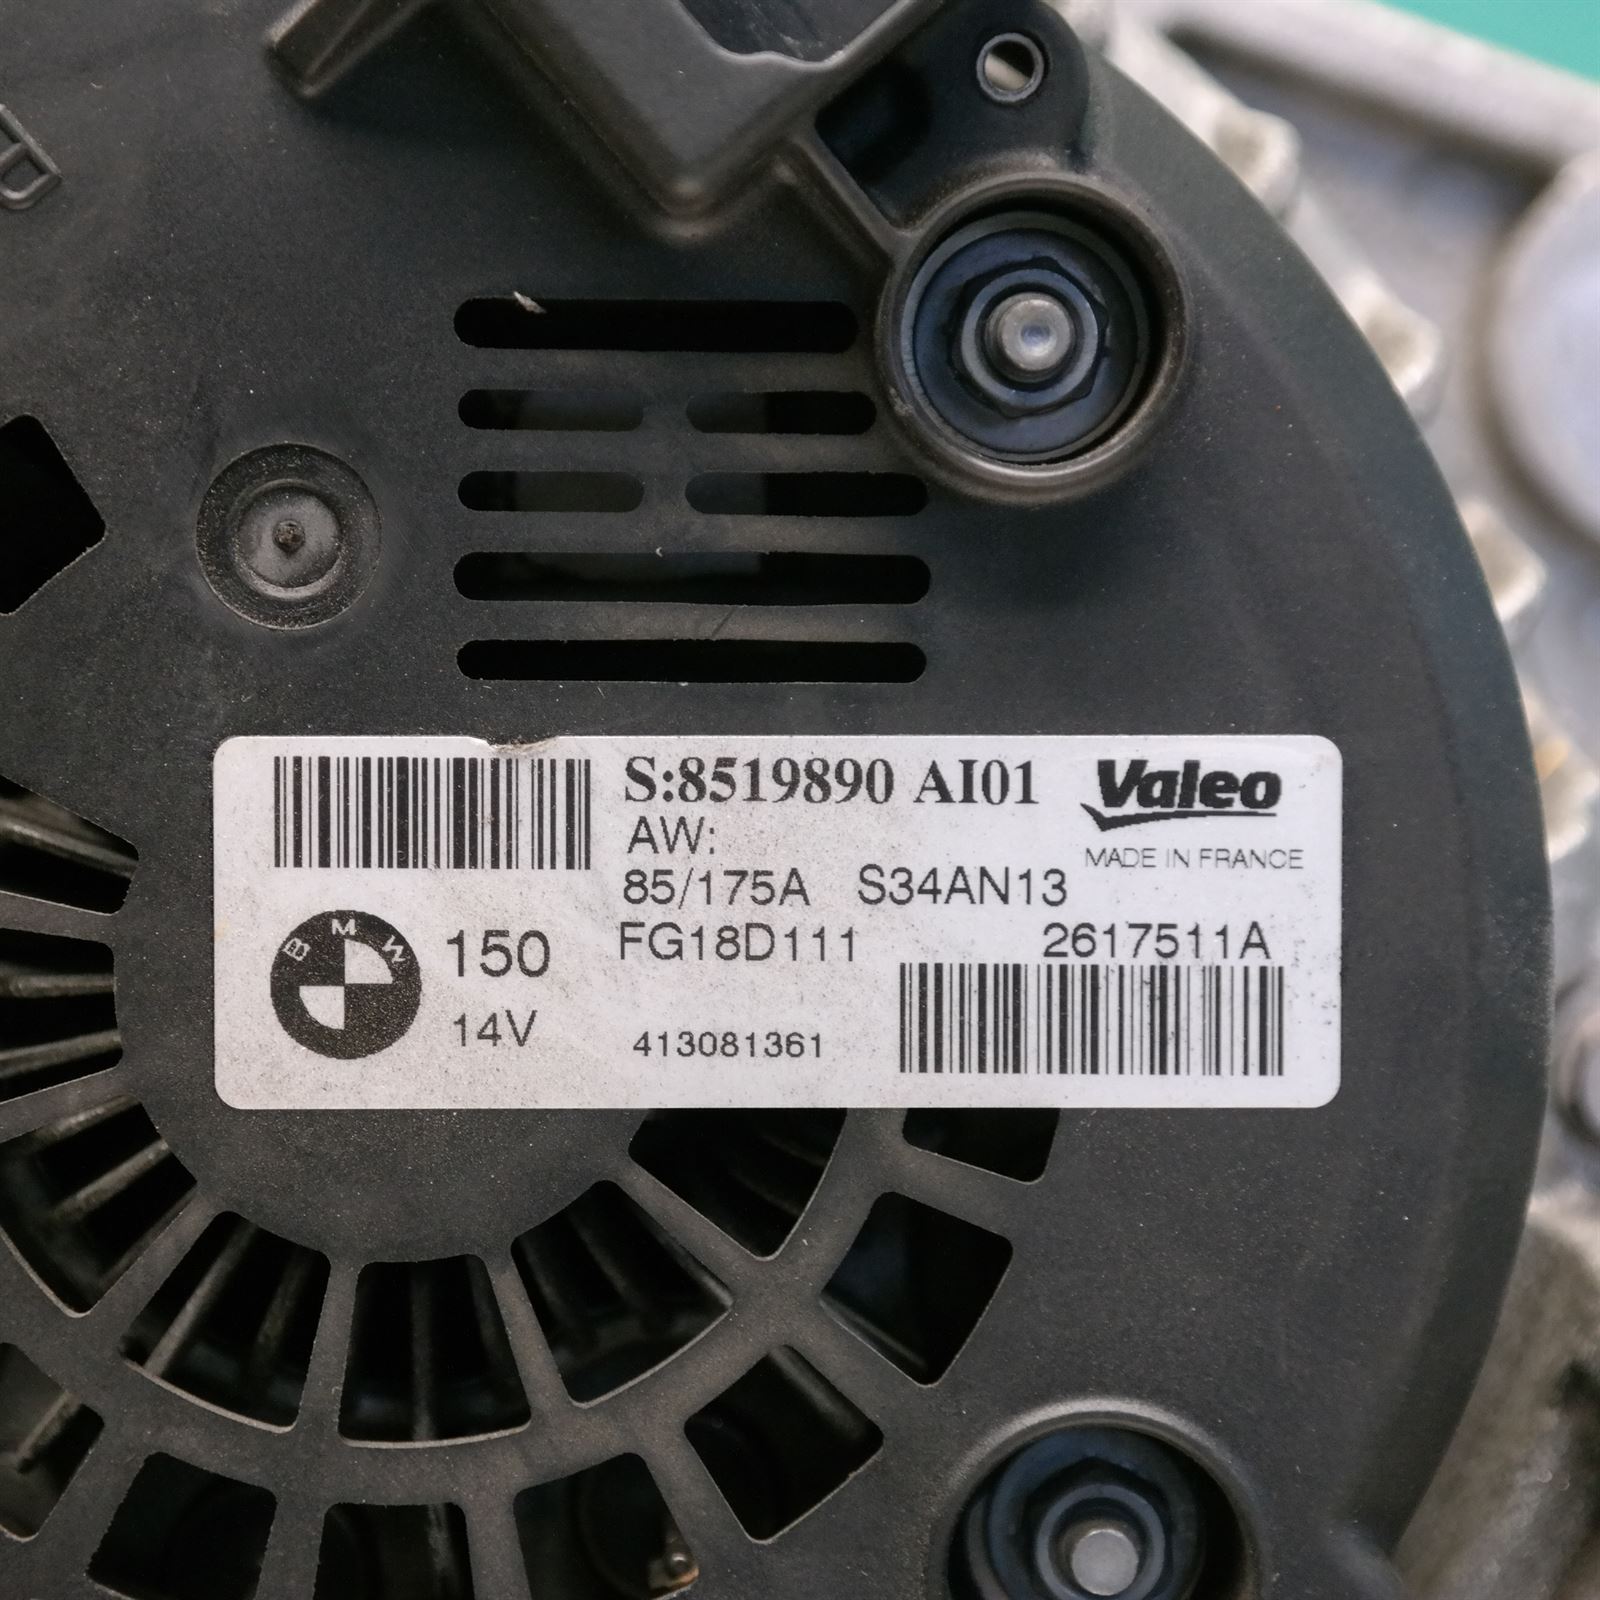 S:8519890 AI01
Valeo
AW:
MADE IN FRANCE
85/175A S34AN13
BMW
150
FG18D111
2617511A
14V
413081361